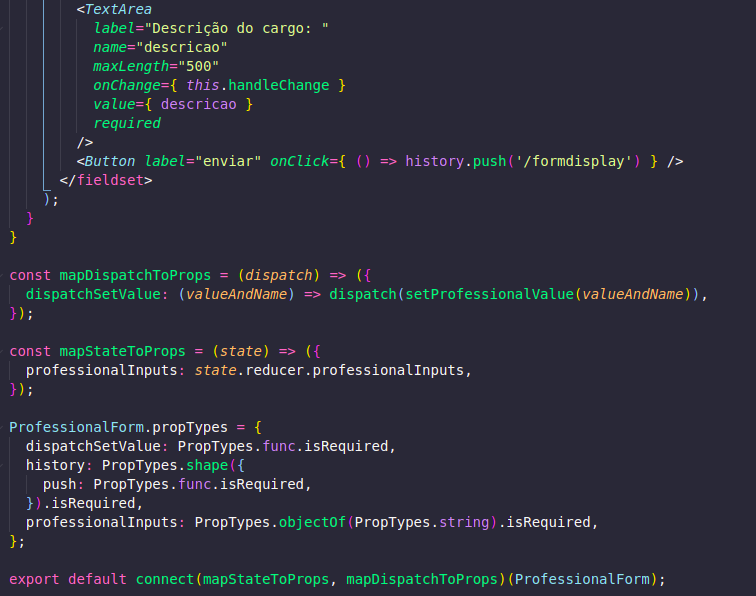 <TextArea
label="Descrição do cargo: "
name="descricao"
maxLength="500"
onChange={ this.handleChange }
value={ descricao }
required
/>
<Button label="enviar" onClick={ () => history.push('/formdisplay') } />
</fieldset>
);
}
}
const mapDispatchToProps = (dispatch) => ({
dispatchSetValue: (valueAndName) => dispatch(setProfessionalValue(valueAndName)),
});
const mapStateToProps = (state) => ({
professionalInputs: state.reducer.professionalInputs,
});
ProfessionalForm.propTypes = {
dispatchSetValue: PropTypes.func.isRequired,
history: PropTypes.shape({
push: PropTypes.func.isRequired,
}).isRequired,
professionalInputs: PropTypes.objectOf(PropTypes.string).isRequired,
};
export default connect(mapStateToProps, mapDispatchToProps)(ProfessionalForm);